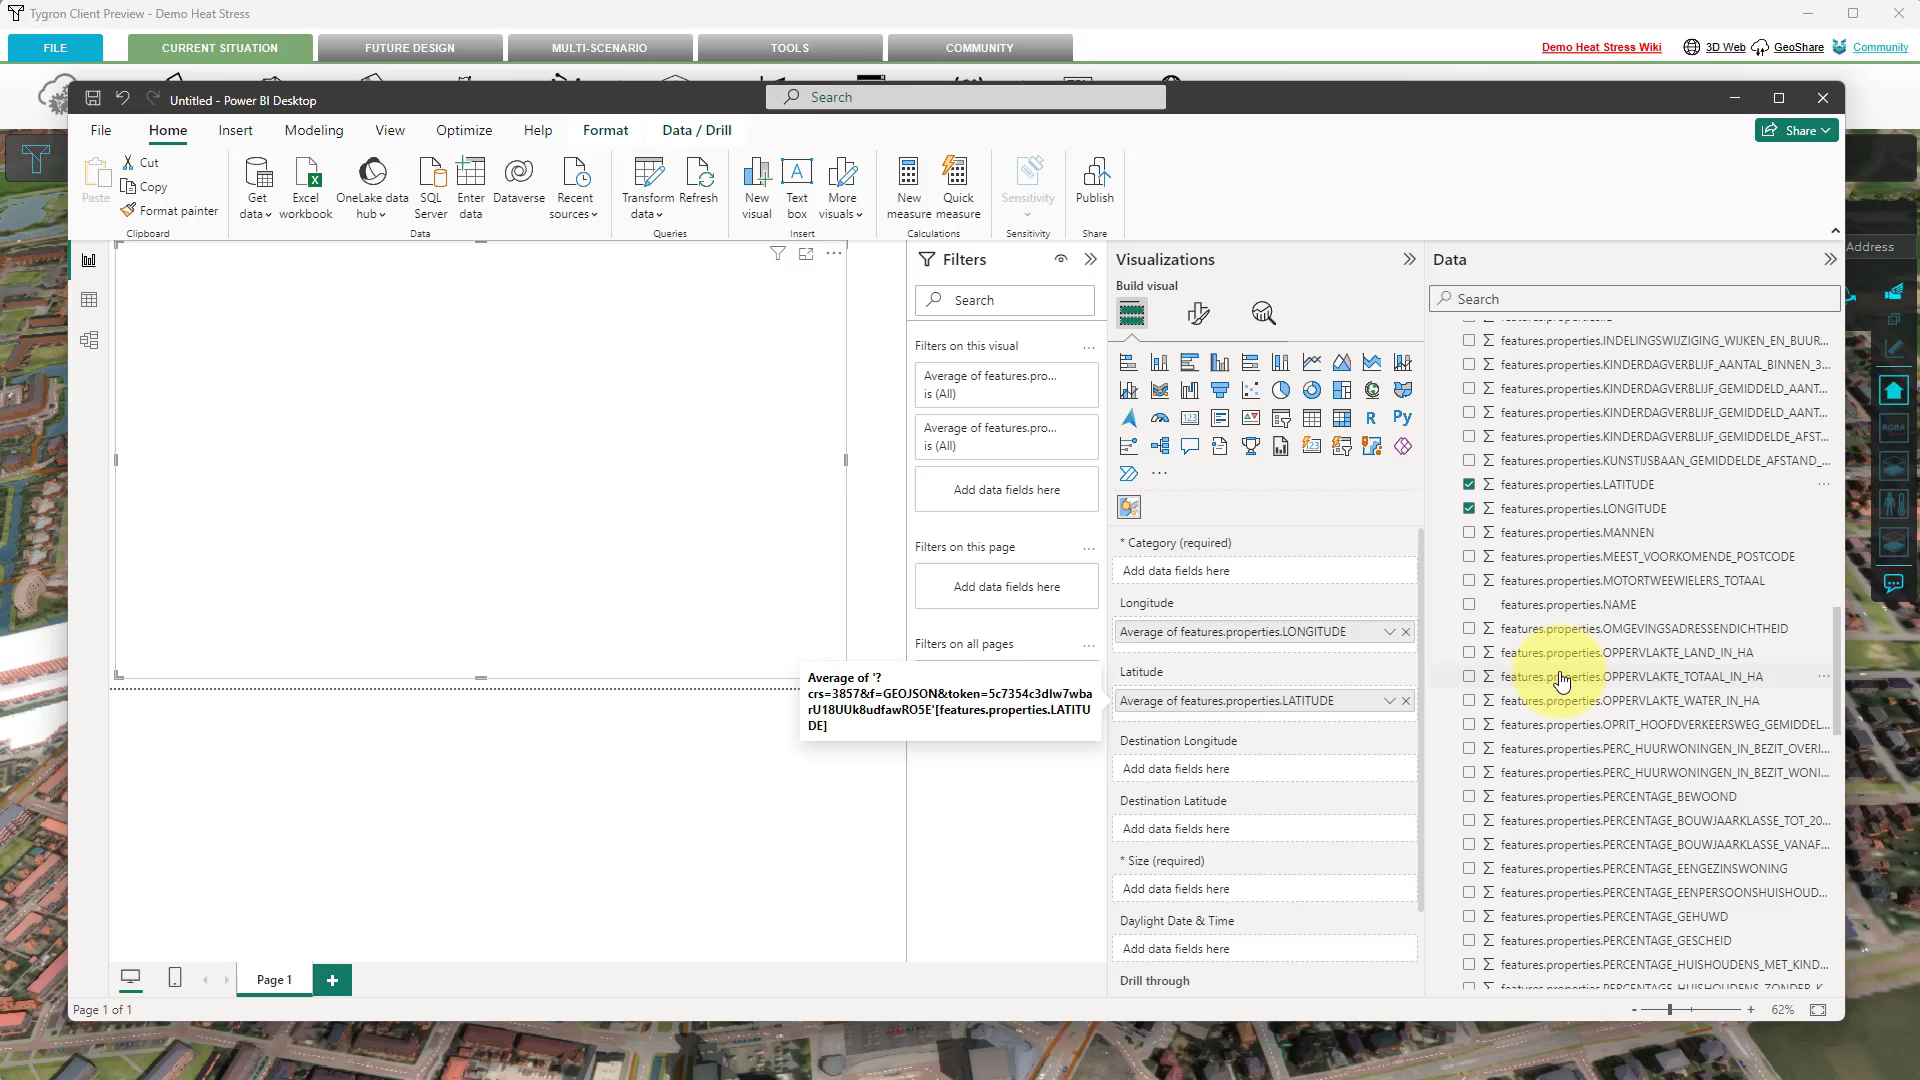 Tygron Client Preview - Demo Heat Stress
FILE
CURRENT SITUATION
FUTURE DESIGN
MULTI-SCENARIO
TOOLS
COMMUNITY
Demo Heat Stress Wiki
3D Web
GeoShare
Community
Untitled - Power BI Desktop
Search
File
Home
Insert
Modeling
View
Optimize
Help
Format
Data / Drill
Share
Paste
Cut
Copy
Format painter
Clipboard
Get data
Excel workbook
OneLake data hub
SQL Server
Enter data
Dataverse
Recent sources
Data
Transform data
Refresh
Queries
New visual
Text box
More visuals
Insert
New measure
Quick measure
Calculations
Sensitivity
Sensitivity
Publish
Share
Address
RGBA
Filters
Search
Filters on this visual
Average of features.pro...
is (All)
Average of features.pro...
is (All)
Add data fields here
Filters on this page
Add data fields here
Filters on all pages
Average of '?
crs=3857&f=GEOJSON&token=5c7354c3dlw7wba
rU18UUk8udfawRO5E'[features.properties.LATITU
DE]
Visualizations
Build visual
R
Py
* Category (required)
Add data fields here
Longitude
Average of features.properties.LONGITUDE
Latitude
Average of features.properties.LATITUDE
Destination Longitude
Add data fields here
Destination Latitude
Add data fields here
* Size (required)
Add data fields here
Daylight Date & Time
Add data fields here
Drill through
Data
Search
features.properties.INDELINGSWIJZIGING_WIJKEN_EN_BUUR...
features.properties.KINDERDAGVERBLIJF_AANTAL_BINNEN_3...
features.properties.KINDERDAGVERBLIJF_GEMIDDELD_AANT...
features.properties.KINDERDAGVERBLIJF_GEMIDDELD_AANT...
features.properties.KINDERDAGVERBLIJF_GEMIDDELDE_AFST...
features.properties.KUNSTIJSBAAN_GEMIDDELDE_AFSTAND_...
features.properties.LATITUDE
features.properties.LONGITUDE
features.properties.MANNEN
features.properties.MEEST_VOORKOMENDE_POSTCODE
features.properties.MOTORTWEEWIELERS_TOTAAL
features.properties.NAME
features.properties.OMGEVINGSADRESSENDICHTHEID
features.properties.OPPERVLAKTE_LAND_IN_HA
features.properties.OPPERVLAKTE_TOTAAL_IN_HA
features.properties.OPPERVLAKTE_WATER_IN_HA
features.properties.OPRIT_HOOFDVERKEERSWEG_GEMIDDEL...
features.properties.PERC_HUURWONINGEN_IN_BEZIT_OVERI...
features.properties.PERC_HUURWONINGEN_IN_BEZIT_WONI...
features.properties.PERCENTAGE_BEWOOND
features.properties.PERCENTAGE_BOUWJAARKLASSE_TOT_20...
features.properties.PERCENTAGE_BOUWJAARKLASSE_VANAF...
features.properties.PERCENTAGE_EENGEZINSWONING
features.properties.PERCENTAGE_EENPERSOONSHUISHOUD...
features.properties.PERCENTAGE_GEHUWD
features.properties.PERCENTAGE_GESCHEID
features.properties.PERCENTAGE_HUISHOUDENS_MET_KIND...
Page 1
Page 1 of 1
62%